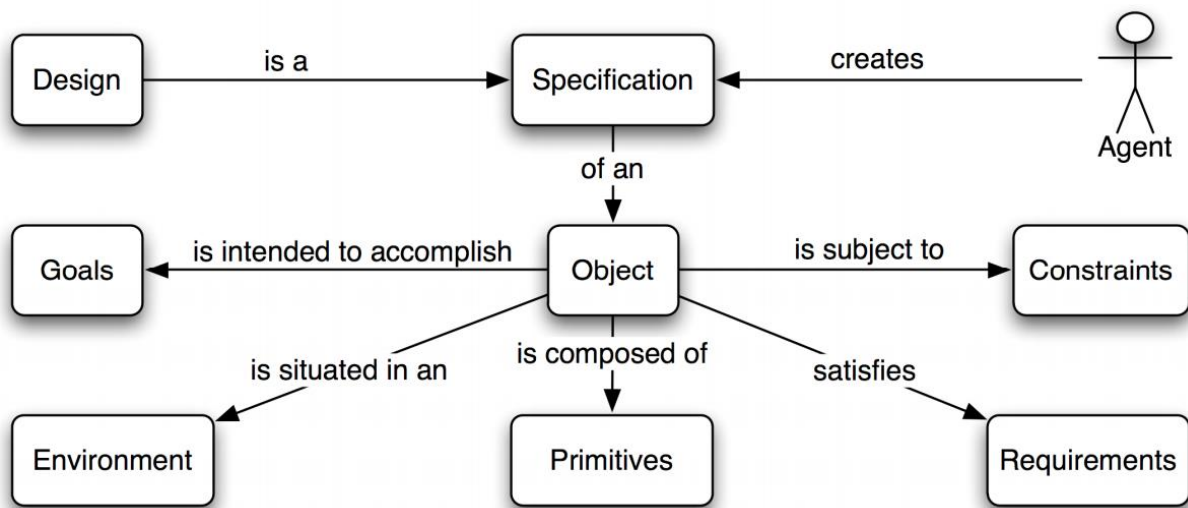 Design
is a
Specification
creates
Agent
of an
Goals
is intended to accomplish
Object
is subject to
Constraints
is situated in an
is composed of
satisfies
Environment
Primitives
Requirements